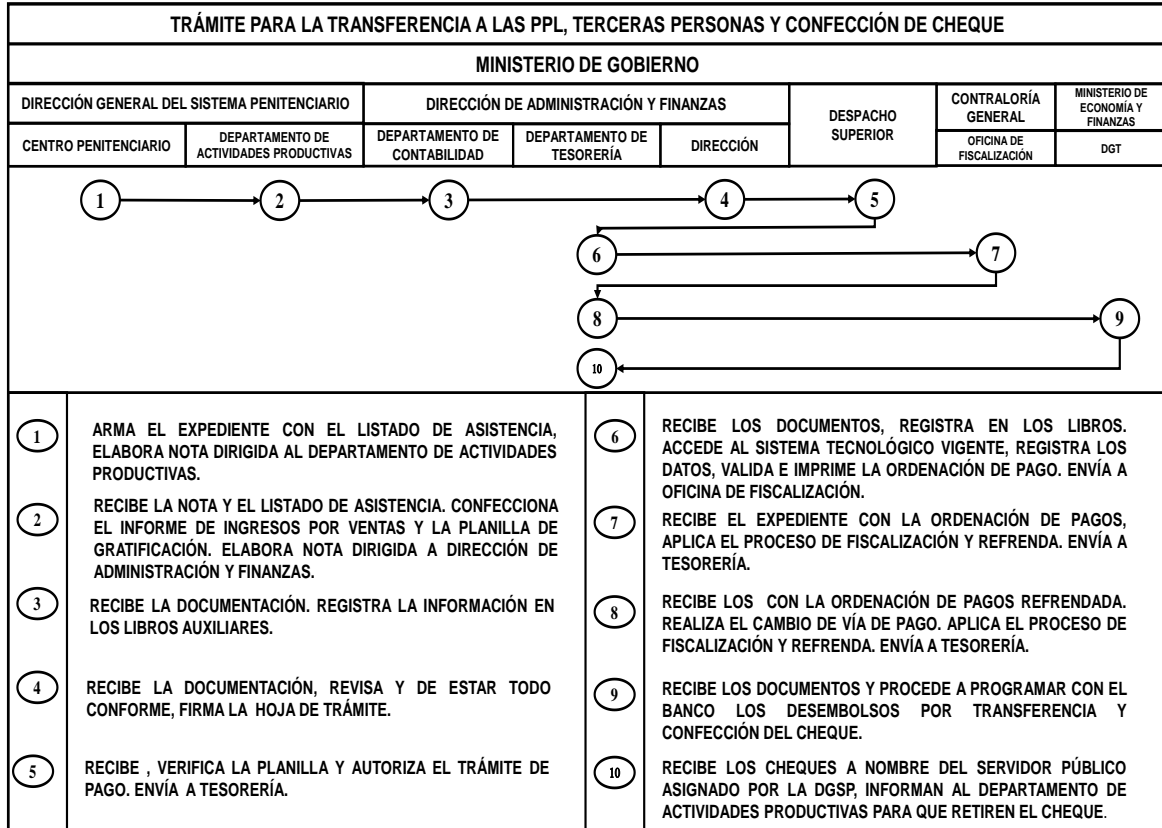 TRÁMITE PARA LA TRANSFERENCIA A LAS PPL, TERCERAS PERSONAS Y CONFECCIÓN DE CHEQUE
MINISTERIO DE GOBIERNO
DIRECCIÓN GENERAL DEL SISTEMA PENITENCIARIO
DIRECCIÓN DE ADMINISTRACIÓN Y FINANZAS
DESPACHO
SUPERIOR
CONTRALORÍA
GENERAL
MINISTERIO DE
ECONOMÍA Y
FINANZAS
CENTRO PENITENCIARIO
DEPARTAMENTO DE
ACTIVIDADES PRODUCTIVAS
DEPARTAMENTO DE
CONTABILIDAD
DEPARTAMENTO DE
TESORERÍA
DIRECCIÓN
OFICINA DE
FISCALIZACIÓN
DGT
1
2
3
4
5
6
7
8
9
10
1
ARMA EL EXPEDIENTE CON EL LISTADO DE ASISTENCIA,
ELABORA NOTA DIRIGIDA AL DEPARTAMENTO DE ACTIVIDADES
PRODUCTIVAS.
2
RECIBE LA NOTA Y EL LISTADO DE ASISTENCIA. CONFECCIONA
EL INFORME DE INGRESOS POR VENTAS Y LA PLANILLA DE
GRATIFICACIÓN. ELABORA NOTA DIRIGIDA A DIRECCIÓN DE
ADMINISTRACIÓN Y FINANZAS.
3
RECIBE LA DOCUMENTACIÓN. REGISTRA LA INFORMACIÓN EN
LOS LIBROS AUXILIARES.
4
RECIBE LA DOCUMENTACIÓN, REVISA Y DE ESTAR TODO
CONFORME, FIRMA LA HOJA DE TRÁMITE.
5
RECIBE , VERIFICA LA PLANILLA Y AUTORIZA EL TRÁMITE DE
PAGO. ENVÍA A TESORERÍA.
6
RECIBE LOS DOCUMENTOS, REGISTRA EN LOS LIBROS.
ACCEDE AL SISTEMA TECNOLÓGICO VIGENTE, REGISTRA LOS
DATOS, VALIDA E IMPRIME LA ORDENACIÓN DE PAGO. ENVÍA A
OFICINA DE FISCALIZACIÓN.
7
RECIBE EL EXPEDIENTE CON LA ORDENACIÓN DE PAGOS,
APLICA EL PROCESO DE FISCALIZACIÓN Y REFRENDA. ENVÍA A
TESORERÍA.
8
RECIBE LOS CON LA ORDENACIÓN DE PAGOS REFRENDADA.
REALIZA EL CAMBIO DE VÍA DE PAGO. APLICA EL PROCESO DE
FISCALIZACIÓN Y REFRENDA. ENVÍA A TESORERÍA.
9
RECIBE LOS DOCUMENTOS Y PROCEDE A PROGRAMAR CON EL
BANCO LOS DESEMBOLSOS POR TRANSFERENCIA Y
CONFECCIÓN DEL CHEQUE.
10
RECIBE LOS CHEQUES A NOMBRE DEL SERVIDOR PÚBLICO
ASIGNADO POR LA DGSP, INFORMAN AL DEPARTAMENTO DE
ACTIVIDADES PRODUCTIVAS PARA QUE RETIREN EL CHEQUE.